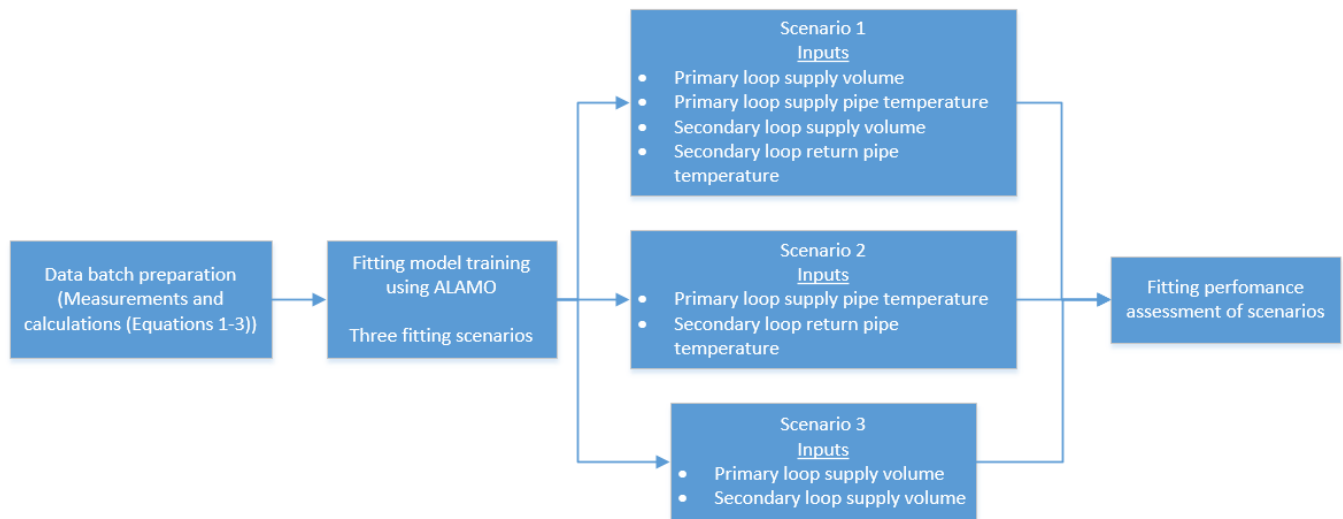 Data batch preparation
(Measurements and
calculations (Equations 1-3))
Fitting model training
using ALAMO
Three fitting scenarios
Scenario 1
Inputs
• Primary loop supply volume
• Primary loop supply pipe temperature
• Secondary loop supply volume
• Secondary loop return pipe
temperature
Scenario 2
Inputs
• Primary loop supply pipe temperature
• Secondary loop return pipe
temperature
Scenario 3
Inputs
• Primary loop supply volume
• Secondary loop supply volume
Fitting perfomance
assessment of scenarios